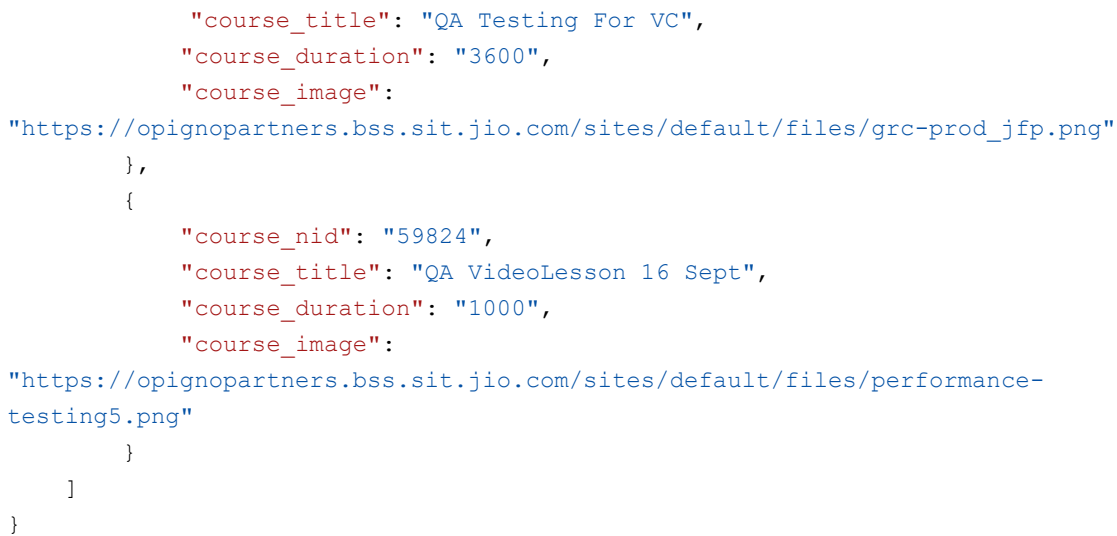 "course_title": "QA Testing For VC",
"course_duration": "3600",
"course_image":
"https://opignopartners.bss.sit.jio.com/sites/default/files/grc-prod_jfp.png"
},
{
"course_nid": "59824",
"course_title": "QA VideoLesson 16 Sept",
"course_duration": "1000",
"course_image":
"https://opignopartners.bss.sit.jio.com/sites/default/files/performance-
testing5.png"
}
]
}